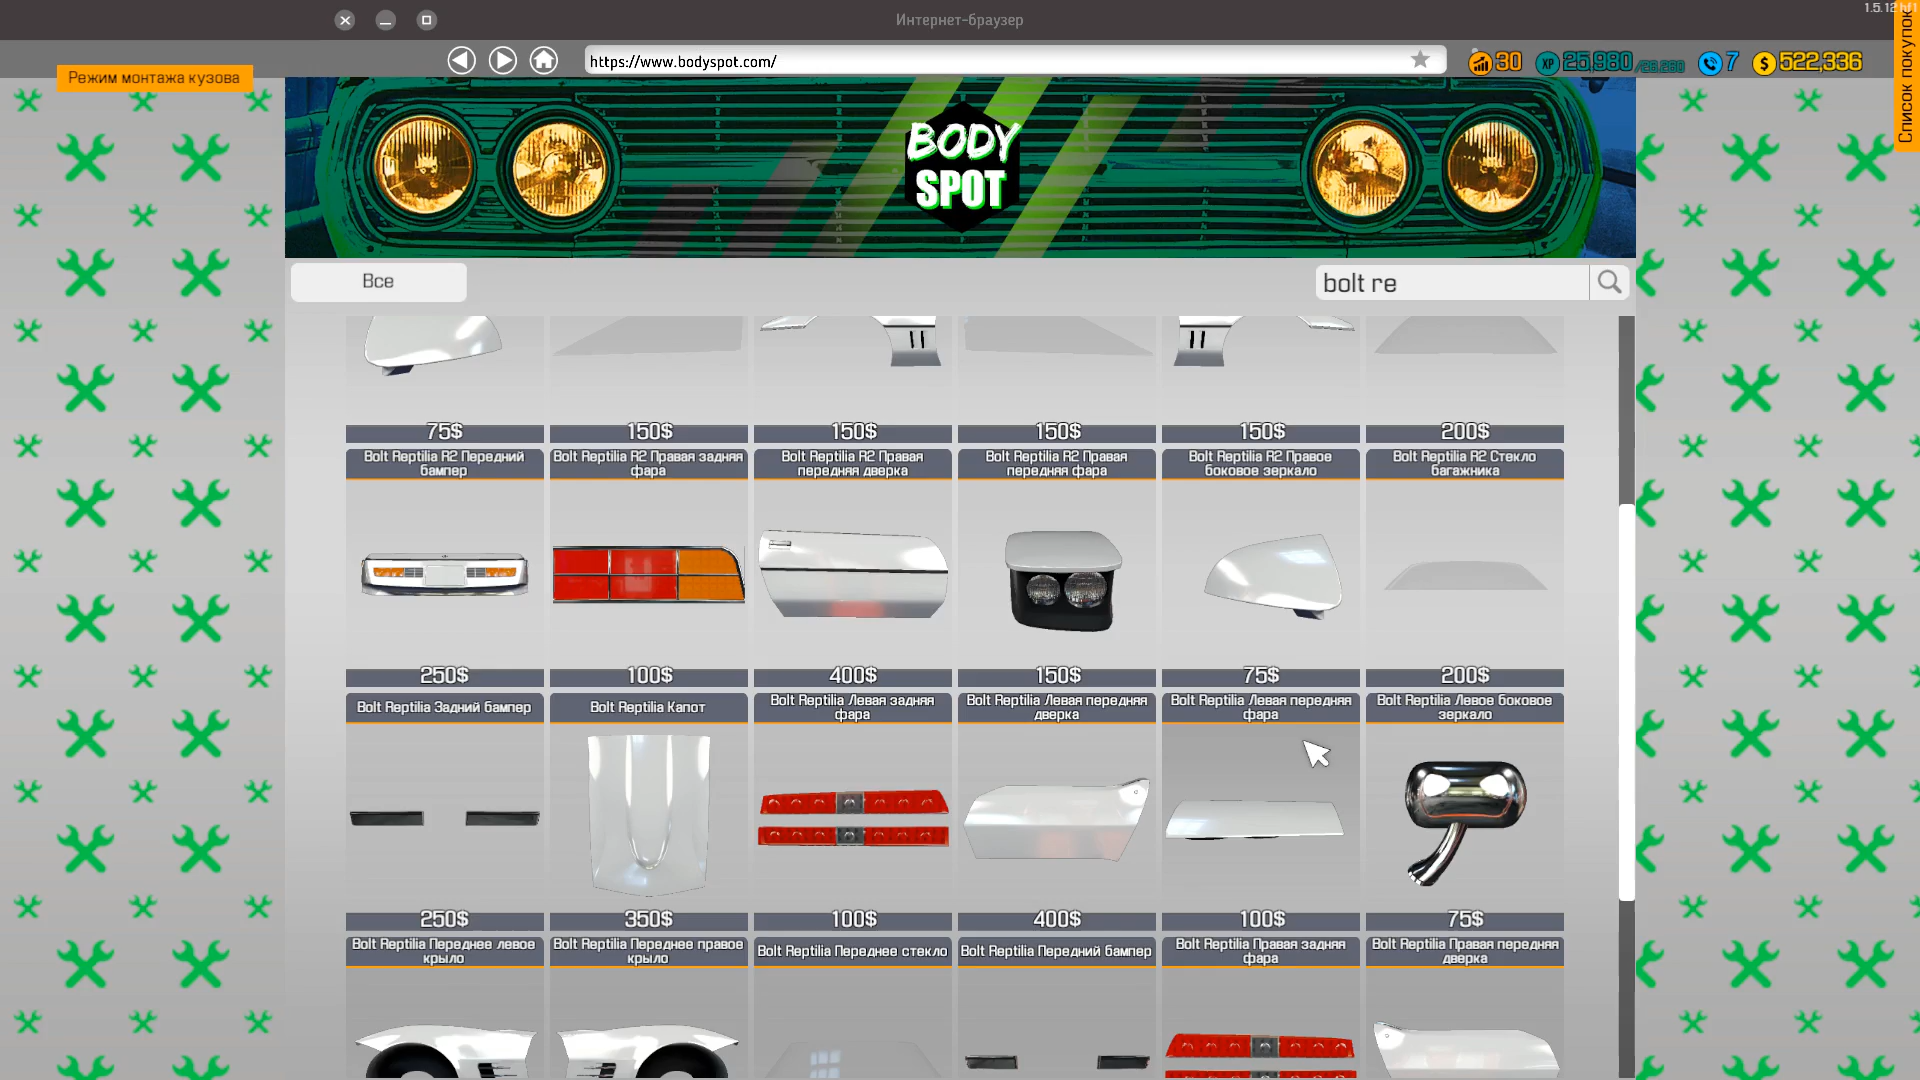 Интернет-браузер
1.5.12
https://www.bodyspot.com/
30
XP
25,980
7
$
522,336
Режим монтажа кузова
Список покупок
BODY
SPOT
Все
bolt re
75$
150$
150$
150$
150$
200$
Bolt Reptilia R2 Передний
бампер
Bolt Reptilia R2 Правая задняя
фара
Bolt Reptilia R2 Правая
передняя дверка
Bolt Reptilia R2 Правая
передняя фара
Bolt Reptilia R2 Правое
боковое зеркало
Bolt Reptilia R2 Стекло
багажника
250$
100$
400$
150$
75$
200$
Bolt Reptilia Задний бампер
Bolt Reptilia Капот
Bolt Reptilia Левая задняя
фара
Bolt Reptilia Левая передняя
дверка
Bolt Reptilia Левая передняя
фара
Bolt Reptilia Левое боковое
зеркало
250$
350$
100$
400$
100$
75$
Bolt Reptilia Переднее левое
крыло
Bolt Reptilia Переднее правое
крыло
Bolt Reptilia Переднее стекло
Bolt Reptilia Передний бампер
Bolt Reptilia Правая задняя
фара
Bolt Reptilia Правая передняя
дверка